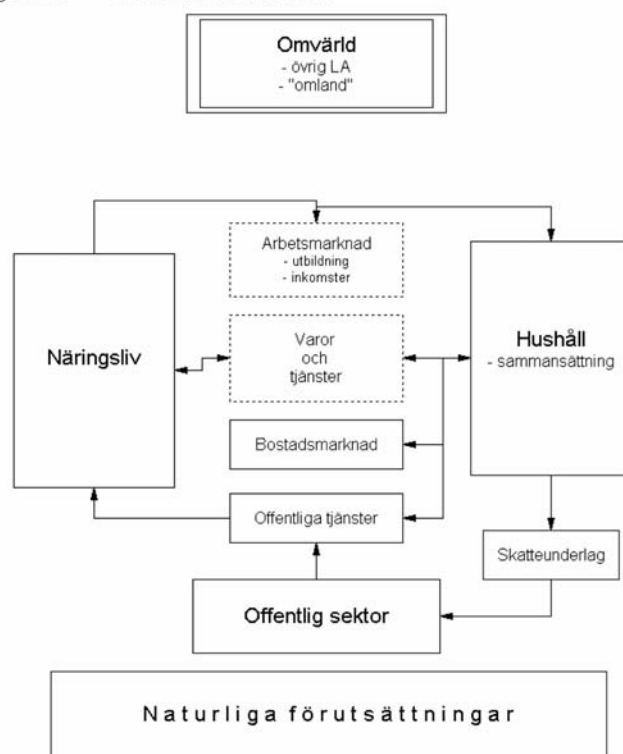 Omvärld
- övrig LA
- "omland"
Arbetsmarknad
- utbildning
- inkomster
Näringsliv
Varor
och
tjänster
Hushåll
- sammansättning
Bostadsmarknad
Offentliga tjänster
Skatteunderlag
Offentlig sektor
Naturliga förutsättningar